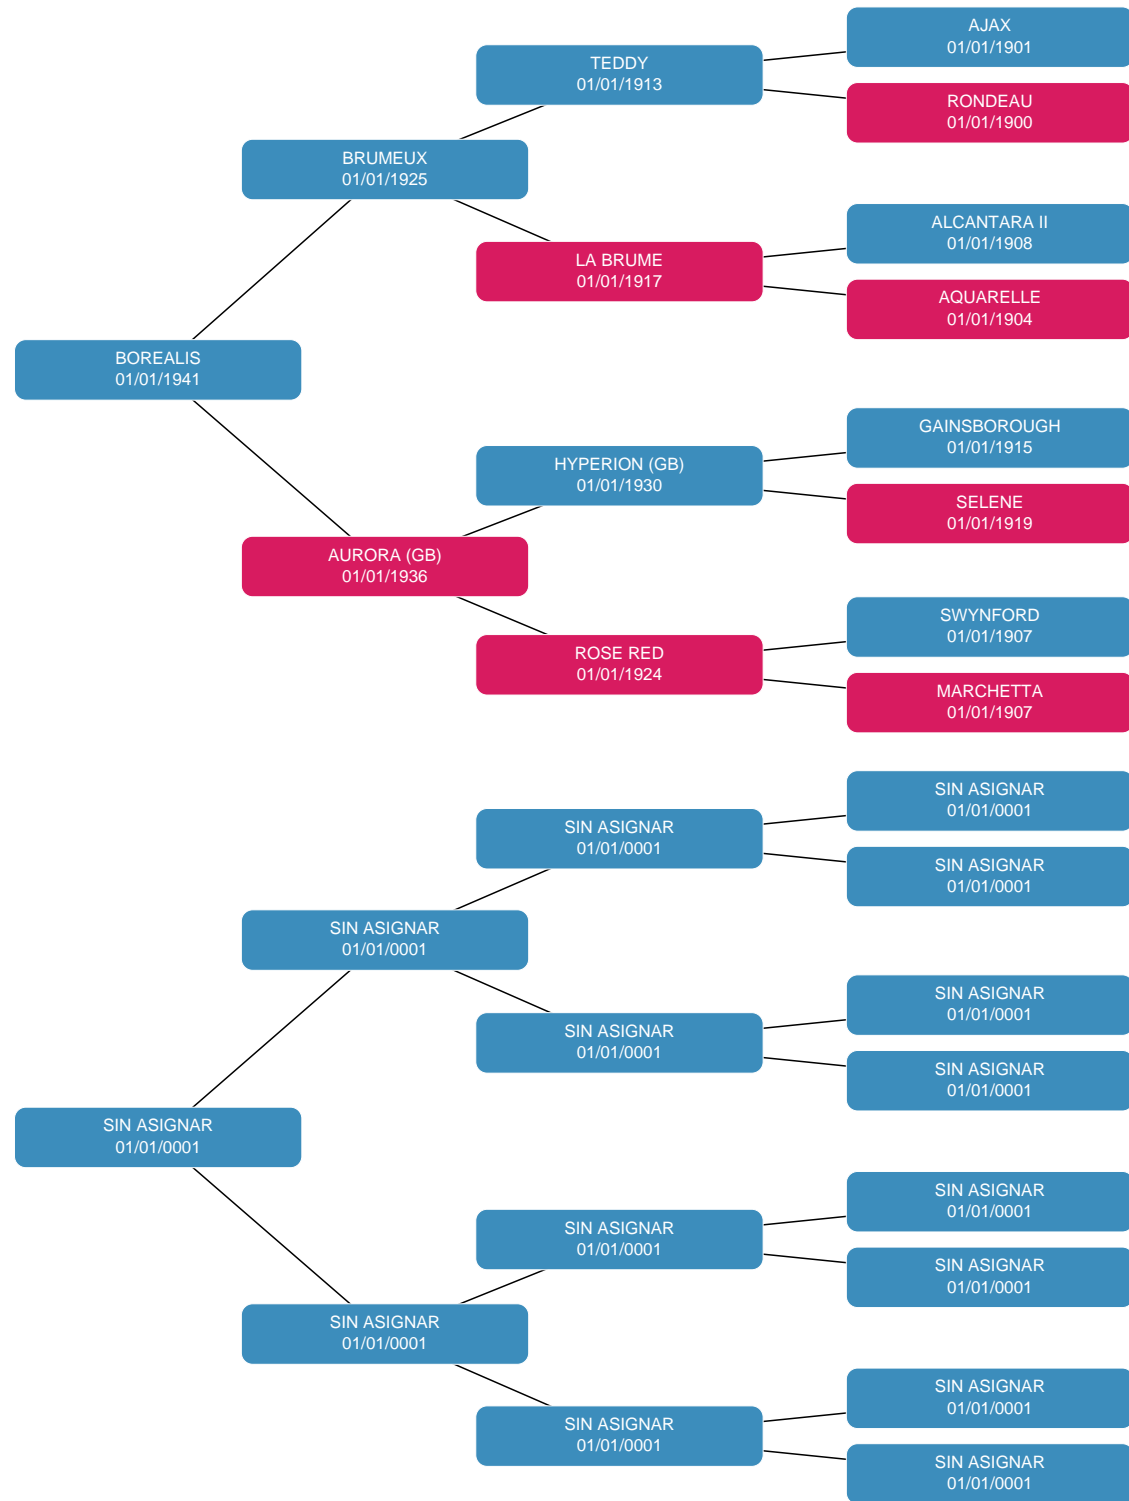 AJAX
01/01/1901
TEDDY
01/01/1913
RONDEAU
01/01/1900
BRUMEUX
01/01/1925
ALCANTARA II
01/01/1908
LA BRUME
01/01/1917
AQUARELLE
01/01/1904
BOREALIS
01/01/1941
GAINSBOROUGH
01/01/1915
HYPERION (GB)
01/01/1930
SELENE
01/01/1919
AURORA (GB)
01/01/1936
SWYNFORD
01/01/1907
ROSE RED
01/01/1924
MARCHETTA
01/01/1907
SIN ASIGNAR
01/01/0001
SIN ASIGNAR
01/01/0001
SIN ASIGNAR
01/01/0001
SIN ASIGNAR
01/01/0001
SIN ASIGNAR
01/01/0001
SIN ASIGNAR
01/01/0001
SIN ASIGNAR
01/01/0001
SIN ASIGNAR
01/01/0001
SIN ASIGNAR
01/01/0001
SIN ASIGNAR
01/01/0001
SIN ASIGNAR
01/01/0001
SIN ASIGNAR
01/01/0001
SIN ASIGNAR
01/01/0001
SIN ASIGNAR
01/01/0001
SIN ASIGNAR
01/01/0001